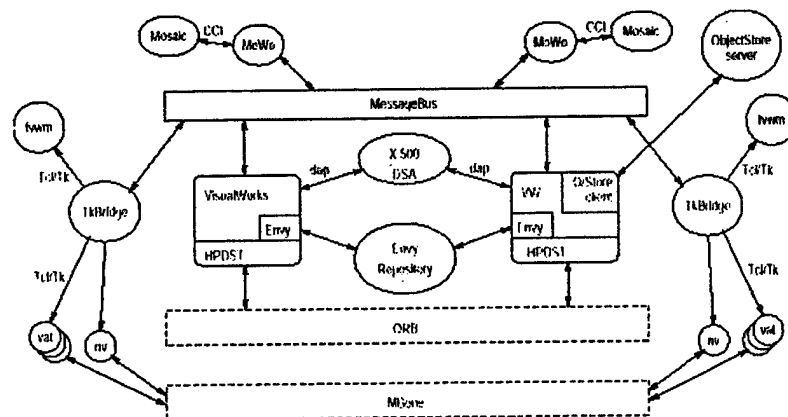 Mosaic
CCI
MoWo
MoWo
CCI
Mosaic
ObjectStore
server
MessageBus
fvwm
fvwm
Tcl/Tk
Tcl/Tk
X.500
DSA
dap
dap
VisualWorks
Envy
HPDST
VW
O/Store
client
Envy
HPDST
TkBridge
TkBridge
Envy
Repository
Tcl/Tk
Tcl/Tk
vat
nv
nv
vat
ORB
MBone